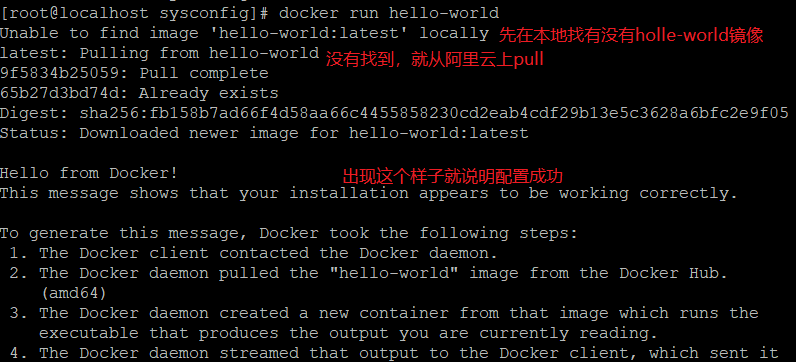 [root@localhost sysconfig]# docker run hello-world
Unable to find image 'hello-world:latest' locally 先在本地找有没有holle-world镜像
latest: Pulling from hello-world 没有找到，就从阿里云上pull
9f5834b25059: Pull complete
65b27d3bd74d: Already exists
Digest: sha256:fb158b7ad66f4d58aa66c4455858230cd2eab4cdf29b13e5c3628a6bfc2e9f05
Status: Downloaded newer image for hello-world:latest
Hello from Docker! 出现这个样子就说明配置成功
This message shows that your installation appears to be working correctly.
To generate this message, Docker took the following steps:
1. The Docker client contacted the Docker daemon.
2. The Docker daemon pulled the "hello-world" image from the Docker Hub.
(amd64)
3. The Docker daemon created a new container from that image which runs the
executable that produces the output you are currently reading.
4. The Docker daemon streamed that output to the Docker client, which sent it